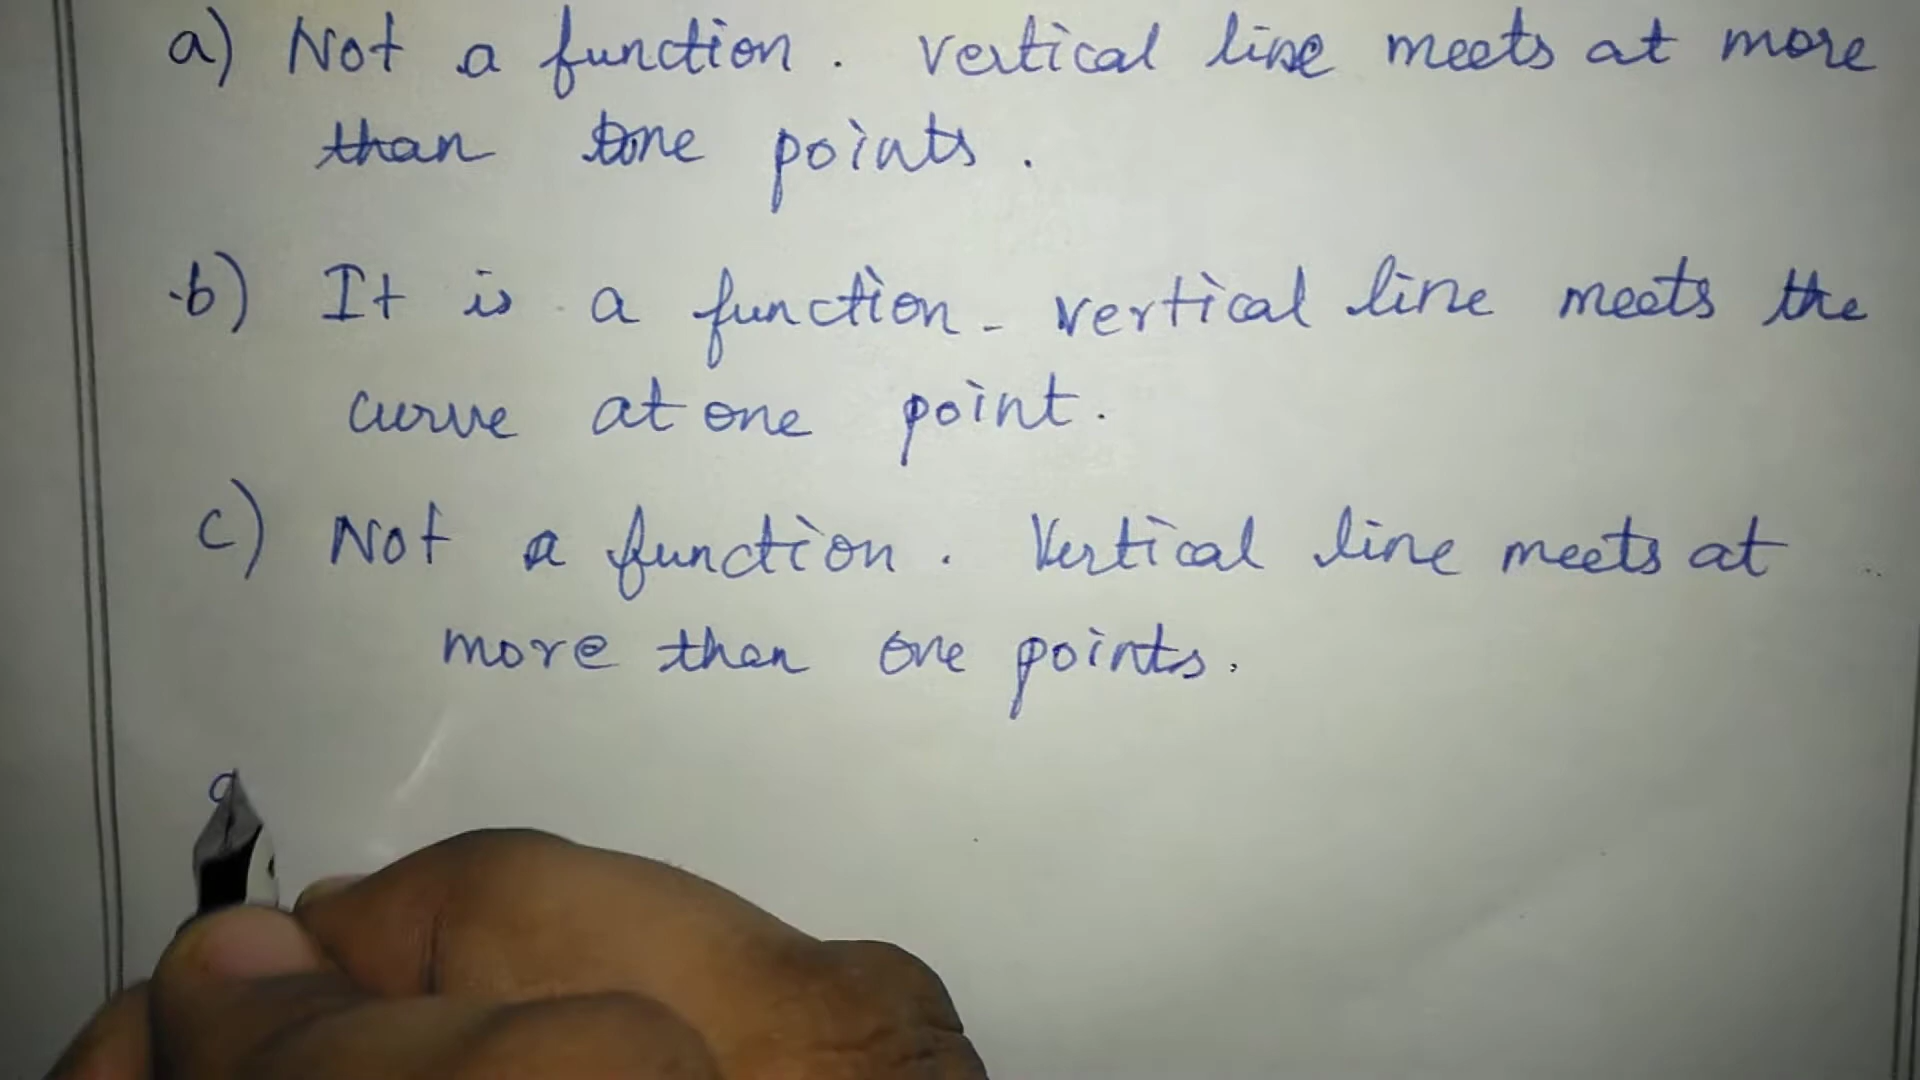 a) Not a function. Vertical line meets at more
than one points.
b) It is a function. vertical line meets the
curve at one point.
c) Not a function. Vertical line meets at
more than one points.